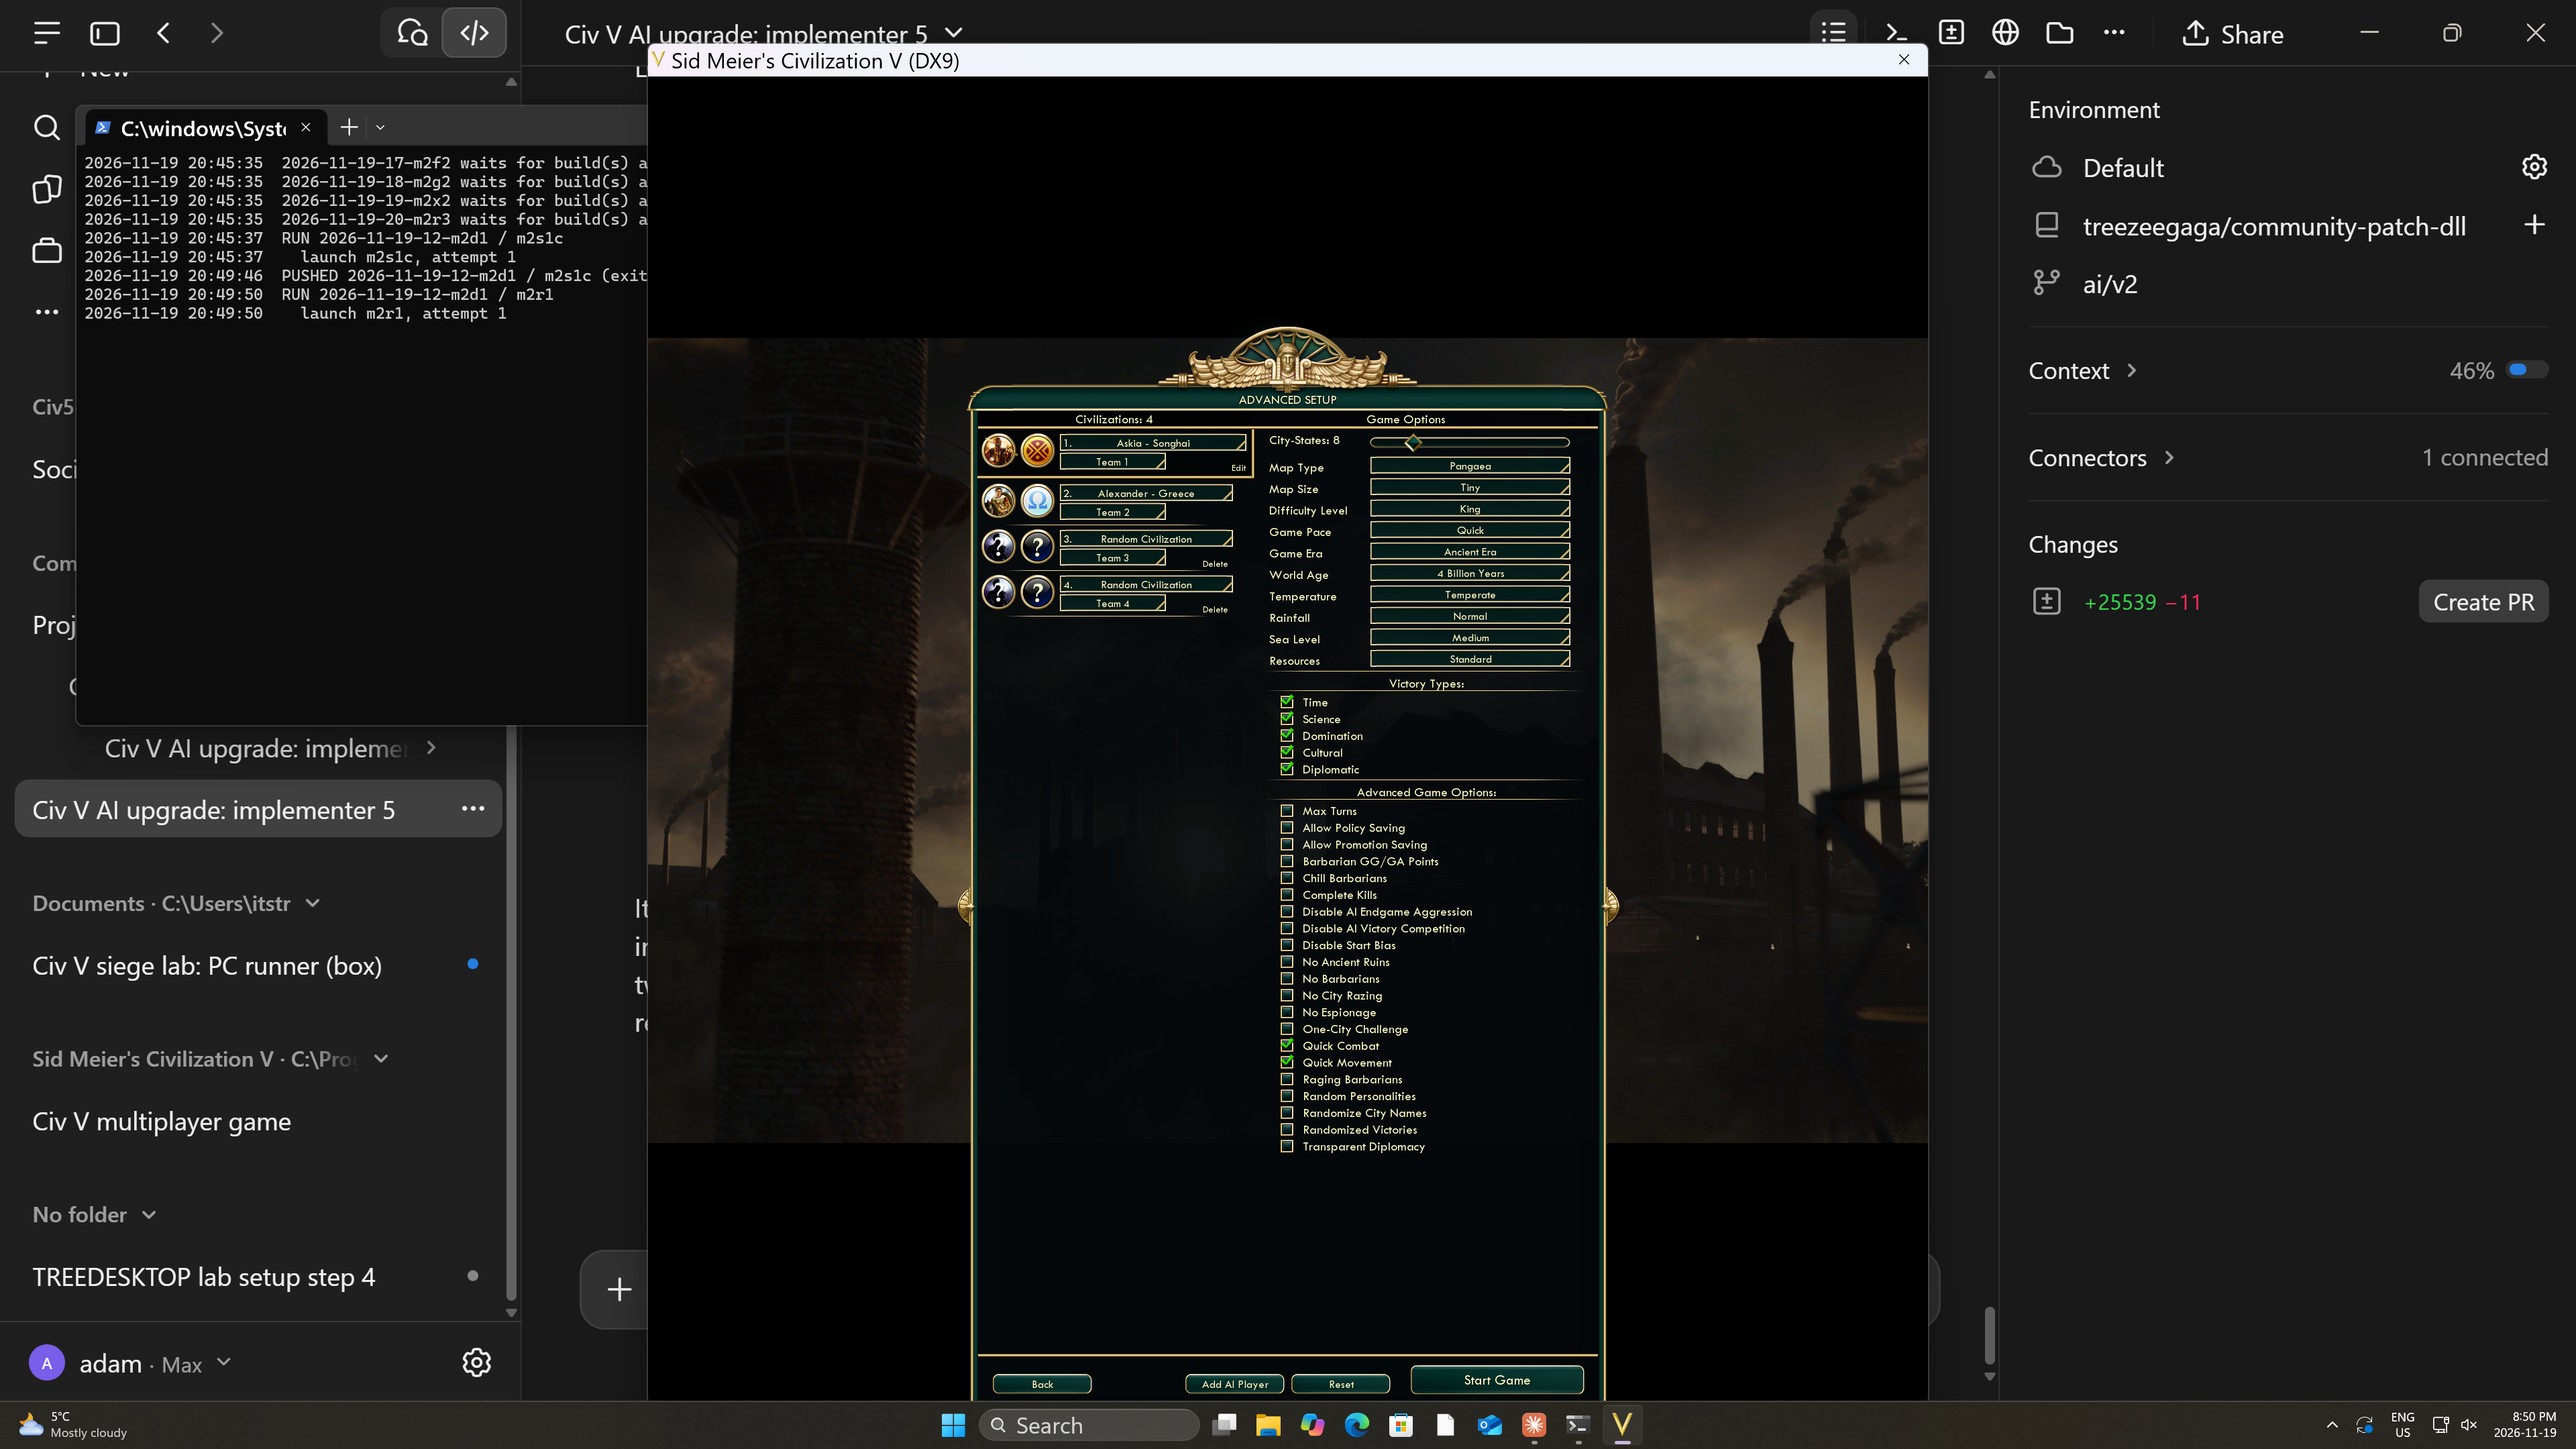 Civ V AI upgrade: implementer 5
Share
New
Sid Meier's Civilization V (DX9)
C:\windows\Syst
2026-11-19 20:45:35  2026-11-19-17-m2f2 waits for build(s) a
2026-11-19 20:45:35  2026-11-19-18-m2g2 waits for build(s) a
2026-11-19 20:45:35  2026-11-19-19-m2x2 waits for build(s) a
2026-11-19 20:45:35  2026-11-19-20-m2r3 waits for build(s) a
2026-11-19 20:45:37  RUN 2026-11-19-12-m2d1 / m2s1c
2026-11-19 20:45:37    launch m2s1c, attempt 1
2026-11-19 20:49:46  PUSHED 2026-11-19-12-m2d1 / m2s1c (exit
2026-11-19 20:49:50  RUN 2026-11-19-12-m2d1 / m2r1
2026-11-19 20:49:50    launch m2r1, attempt 1
Civ5
Soci
Com
Proj
Civ V AI upgrade: impleme
Civ V AI upgrade: implementer 5
Documents · C:\Users\itstr
Civ V siege lab: PC runner (box)
Sid Meier's Civilization V · C:\Pro
Civ V multiplayer game
No folder
TREEDESKTOP lab setup step 4
A
adam · Max
ADVANCED SETUP
Civilizations: 4
1. Askia - Songhai
Team 1
Edit
2. Alexander - Greece
Team 2
3. Random Civilization
Team 3
Delete
4. Random Civilization
Team 4
Delete
Game Options
City-States: 8
Map Type Pangaea
Map Size Tiny
Difficulty Level King
Game Pace Quick
Game Era Ancient Era
World Age 4 Billion Years
Temperature Temperate
Rainfall Normal
Sea Level Medium
Resources Standard
Victory Types:
Time
Science
Domination
Cultural
Diplomatic
Advanced Game Options:
Max Turns
Allow Policy Saving
Allow Promotion Saving
Barbarian GG/GA Points
Chill Barbarians
Complete Kills
Disable AI Endgame Aggression
Disable AI Victory Competition
Disable Start Bias
No Ancient Ruins
No Barbarians
No City Razing
No Espionage
One-City Challenge
Quick Combat
Quick Movement
Raging Barbarians
Random Personalities
Randomize City Names
Randomized Victories
Transparent Diplomacy
Back
Add AI Player
Reset
Start Game
Environment
Default
treezeegaga/community-patch-dll
ai/v2
Context
46%
Connectors
1 connected
Changes
+25539 −11
Create PR
5°C
Mostly cloudy
Search
ENG
US
8:50 PM
2026-11-19